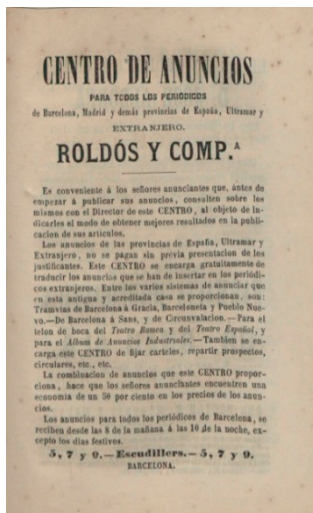 CENTRO DE ANUNCIOS
PARA TODOS LOS PERIÓDICOS
de Barcelona, Madrid y demás provincias de España, Ultramar y
EXTRANJERO.
ROLDÓS Y COMP.ᴬ
Es conveniente á los señores anunciantes que, ántes de
empezar á publicar sus anuncios, consulten sobre los
mismos con el Director de este CENTRO, al objeto de in-
dicarles el modo de obtener mejores resultados en la publi-
cacion de sus artículos.
Los anuncios de las provincias de España, Ultramar y
Extranjero, no se pagan sin prévia presentacion de los
justificantes. Este CENTRO se encarga gratuitamente de
traducir los anuncios que se han de insertar en los periódi-
cos extranjeros. Entre los varios sistemas de anunciar que
en esta antigua y acreditada casa se proporcionan, son:
Tramvias de Barcelona á Gracia, Barceloneta y Pueblo Nue-
vo.—De Barcelona á Sans, y de Circunvalacion.—Para el
telon de boca del Teatro Romea y del Teatro Español, y
para el Album de Anuncios Industriales.—Tambien se en-
carga este CENTRO de fijar carteles, repartir prospectos,
circulares, etc., etc.
La combinacion de anuncios que este CENTRO propor-
ciona, hace que los señores anunciantes encuentren una
economía de un 50 por ciento en los precios de los anun-
cios.
Los anuncios para todos los periódicos de Barcelona, se
reciben desde las 8 de la mañana á las 10 de la noche, ex-
cepto los dias festivos.
5, 7 y 9.—Escudillers.—5, 7 y 9.
BARCELONA.